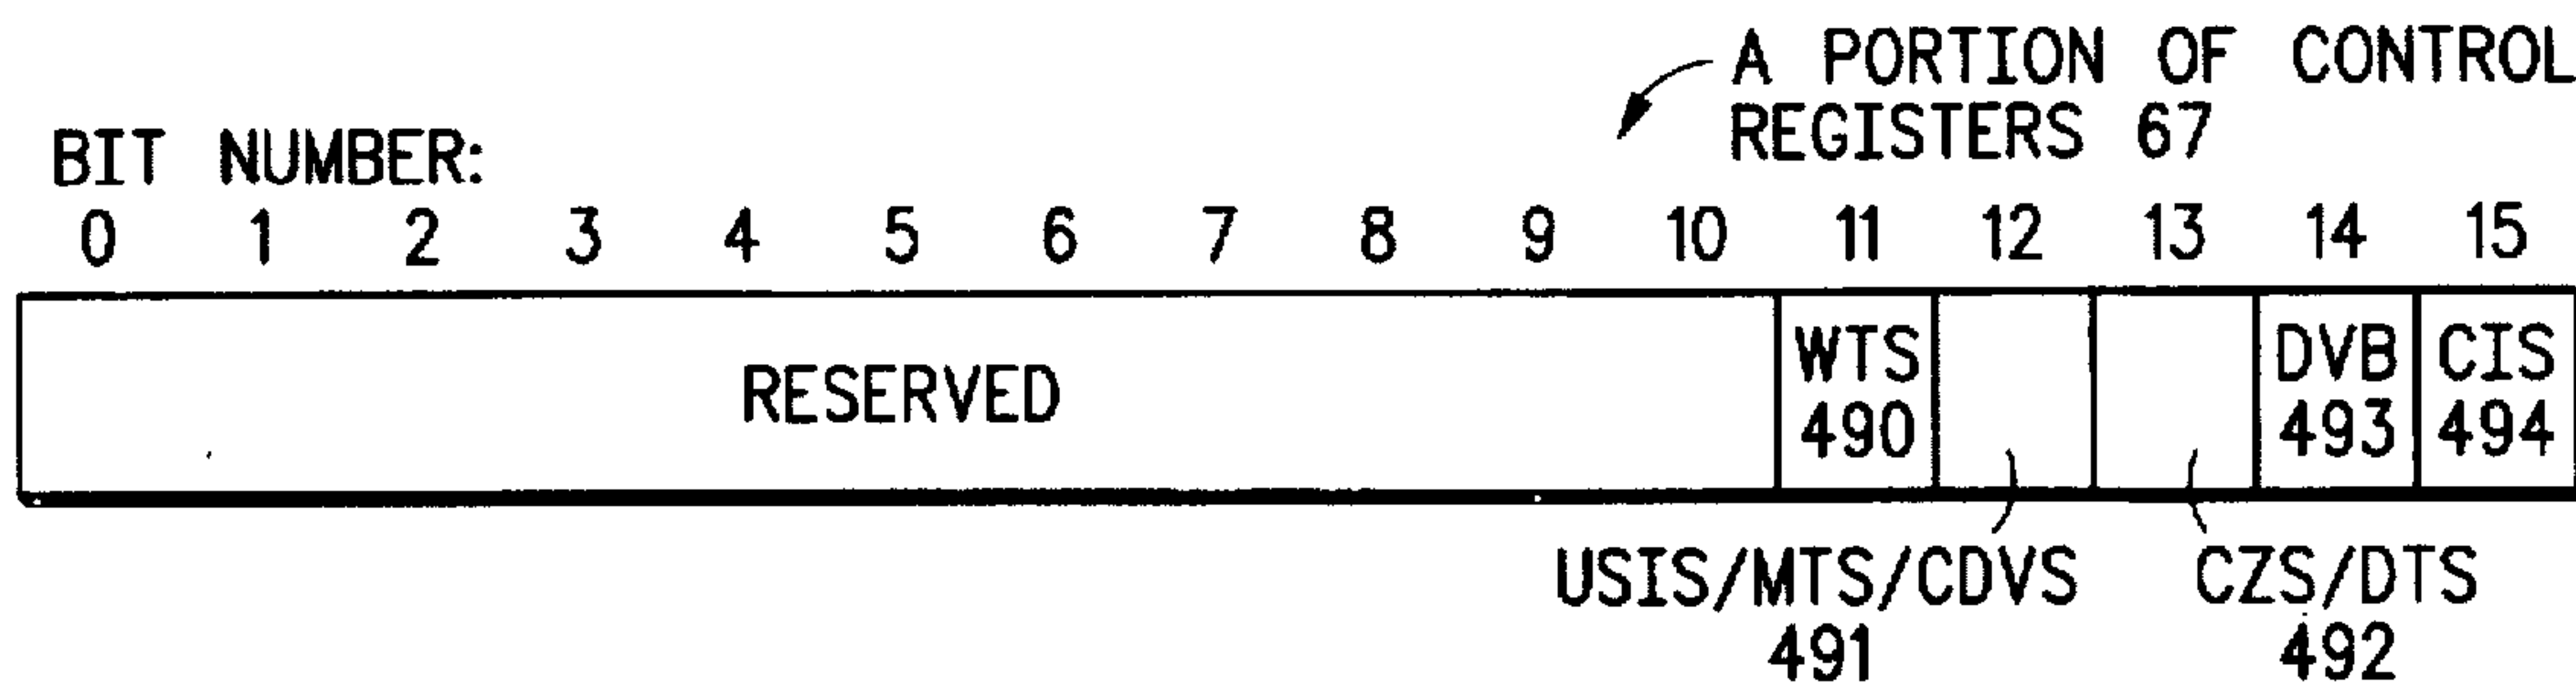 A PORTION OF CONTROL
REGISTERS 67
BIT NUMBER:
0 1 2 3 4 5 6 7 8 9 10 11 12 13 14 15
RESERVED
WTS
490
DVB
493
CIS
494
USIS/MTS/CDVS
491
CZS/DTS
492